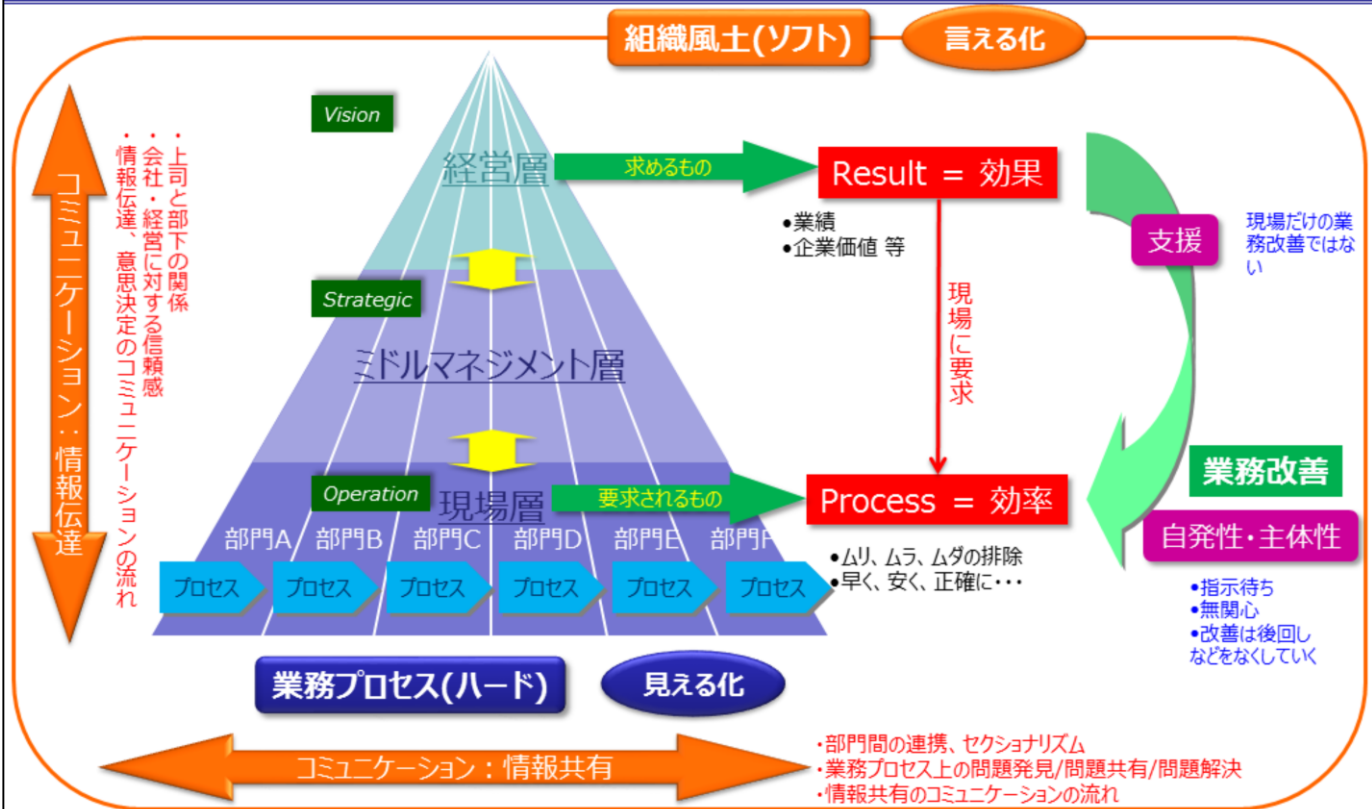 組織風土(ソフト)
言える化
Vision
経営層
求めるもの
Result = 効果
•業績
•企業価値 等
支援
現場だけの業
務改善ではな
い
コミュニケーション:情報伝達
・上司と部下の関係
・会社・経営に対する信頼感
・情報伝達、意思決定のコミュニケーションの流れ
Strategic
ミドルマネジメント層
現場に要求
Operation
現場層
要求されるもの
Process = 効率
•ムリ、ムラ、ムダの排除
•早く、安く、正確に・・・
業務改善
自発性・主体性
•指示待ち
•無関心
•改善は後回し
などをなくしていく
部門A 部門B 部門C 部門D 部門E 部門F
プロセス プロセス プロセス プロセス プロセス プロセス
業務プロセス(ハード)
見える化
コミュニケーション:情報共有
・部門間の連携、セクショナリズム
・業務プロセス上の問題発見/問題共有/問題解決
・情報共有のコミュニケーションの流れ